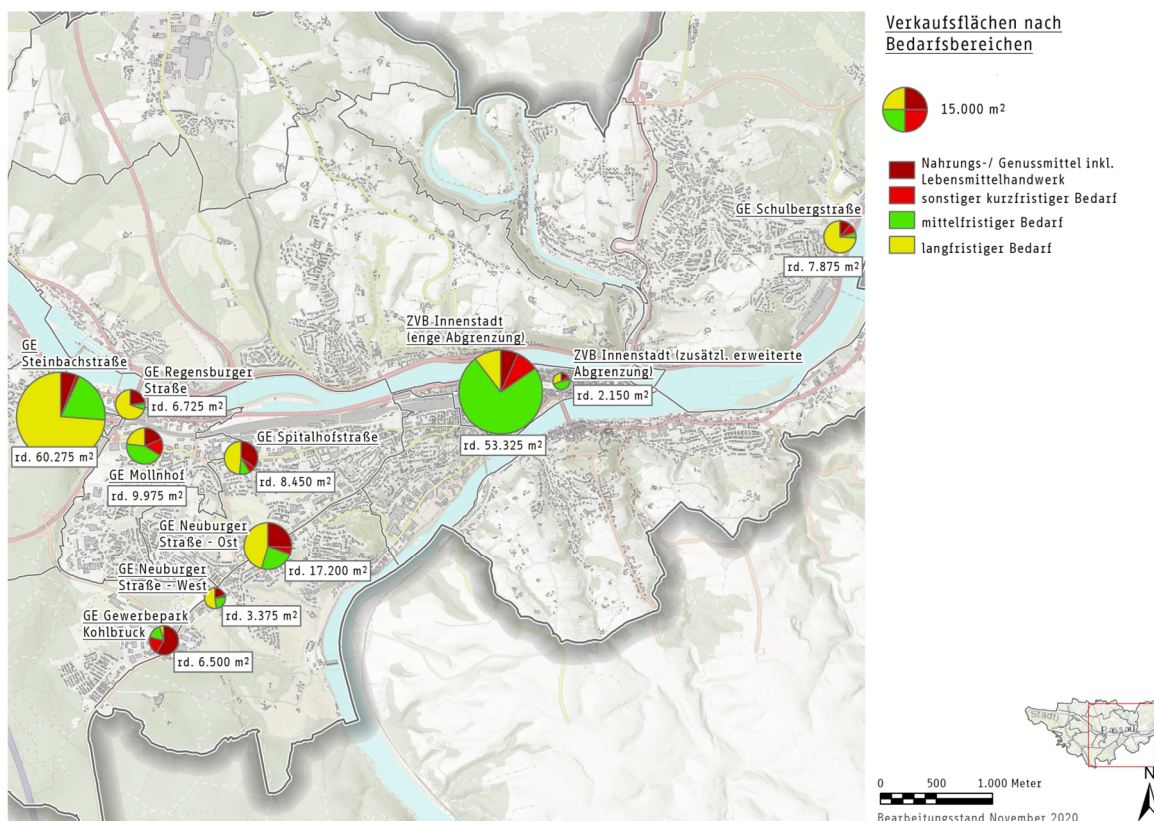 Verkaufsflächen nach
Bedarfsbereichen
15.000 m²
Nahrungs-/ Genussmittel inkl.
Lebensmittelhandwerk
sonstiger kurzfristiger Bedarf
mittelfristiger Bedarf
langfristiger Bedarf
GE Schulbergstraße
rd. 7.875 m²
ZVB Innenstadt
(enge Abgrenzung)
rd. 53.325 m²
ZVB Innenstadt (zusätzl. erweiterte
Abgrenzung)
rd. 2.150 m²
GE
Steinbachstraße
rd. 60.275 m²
GE Regensburger
Straße
rd. 6.725 m²
GE Spitalhofstraße
rd. 8.450 m²
GE Mollnhof
rd. 9.975 m²
GE Neuburger
Straße - Ost
rd. 17.200 m²
GE Neuburger
Straße - West
rd. 3.375 m²
GE Gewerbepark
Kohlbruck
rd. 6.500 m²
Stadt
Passau
0 500 1.000 Meter
N
Bearbeitungsstand November 2020